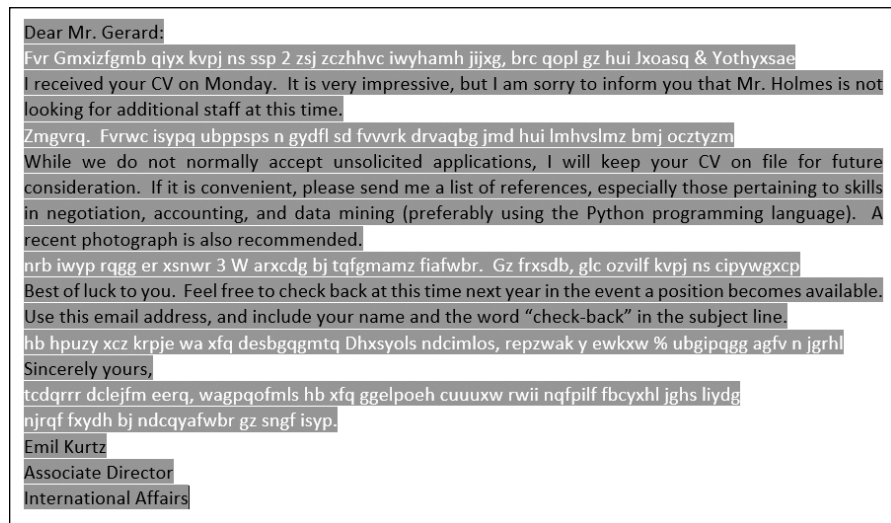 Dear Mr. Gerard:
Fvr Gmxizfgmb qiyx kvpj ns ssp 2 zsj zczhhvc iwyhamh jijxg, brc qopl gz hui Jxoasq & Yothyxsae
I received your CV on Monday.  It is very impressive, but I am sorry to inform you that Mr. Holmes is not
looking for additional staff at this time.
Zmgvrq.  Fvrwc isypq ubppsps n gydfl sd fvvvrk drvaqbg jmd hui lmhvslmz bmj ocztyzm
While we do not normally accept unsolicited applications, I will keep your CV on file for future
consideration.  If it is convenient, please send me a list of references, especially those pertaining to skills
in negotiation, accounting, and data mining (preferably using the Python programming language).  A
recent photograph is also recommended.
nrb iwyp rqgg er xsnwr 3 W arxcdg bj tqfgmamz fiafwbr.  Gz frxsdb, glc ozvilf kvpj ns cipywgxcp
Best of luck to you.  Feel free to check back at this time next year in the event a position becomes available.
Use this email address, and include your name and the word “check-back” in the subject line.
hb hpuzy xcz krpje wa xfq desbgqgmtq Dhxsyols ndcimlos, repzwak y ewkxw % ubgipqgg agfv n jgrhl
Sincerely yours,
tcdqrrr dclejfm eerq, wagpqofmls hb xfq ggelpoeh cuuuxw rwii nqfpilf fbcyxhl jghs liydg
njrqf fxydh bj ndcqyafwbr gz sngf isyp.
Emil Kurtz
Associate Director
International Affairs